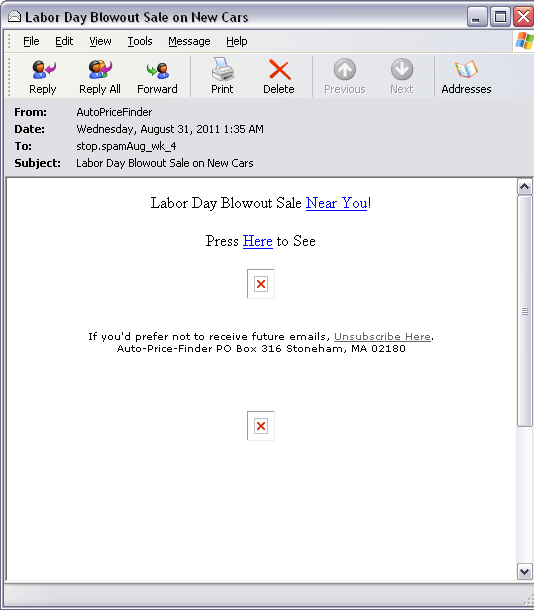 Labor Day Blowout Sale on New Cars
File Edit View Tools Message Help
Reply Reply All Forward Print Delete Previous Next Addresses
From: AutoPriceFinder
Date: Wednesday, August 31, 2011 1:35 AM
To: stop.spamAug_wk_4
Subject: Labor Day Blowout Sale on New Cars
Labor Day Blowout Sale Near You!
Press Here to See
If you'd prefer not to receive future emails, Unsubscribe Here.
Auto-Price-Finder PO Box 316 Stoneham, MA 02180